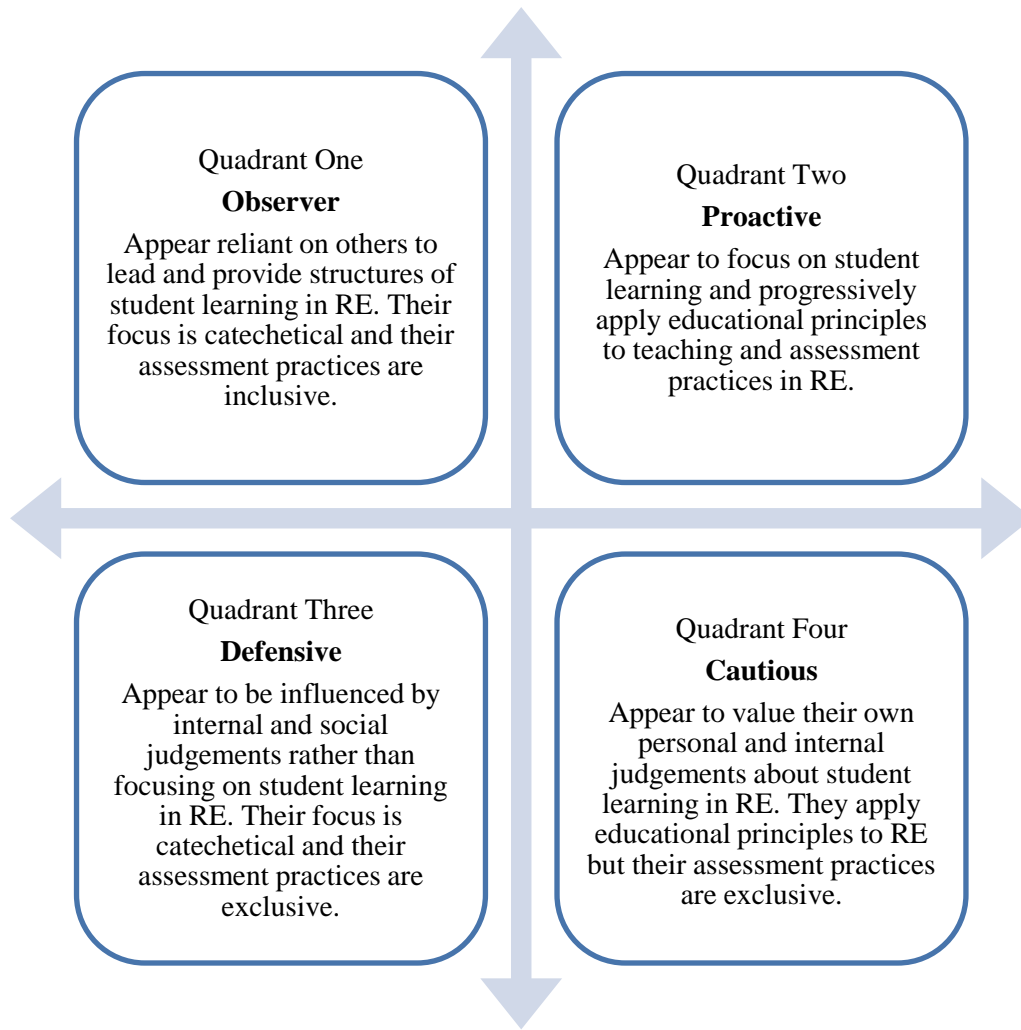 Quadrant One
Observer
Appear reliant on others to
lead and provide structures of
student learning in RE. Their
focus is catechetical and their
assessment practices are
inclusive.
Quadrant Two
Proactive
Appear to focus on student
learning and progressively
apply educational principles
to teaching and assessment
practices in RE.
Quadrant Three
Defensive
Appear to be influenced by
internal and social
judgements rather than
focusing on student learning
in RE. Their focus is
catechetical and their
assessment practices are
exclusive.
Quadrant Four
Cautious
Appear to value their own
personal and internal
judgements about student
learning in RE. They apply
educational principles to RE
but their assessment practices
are exclusive.